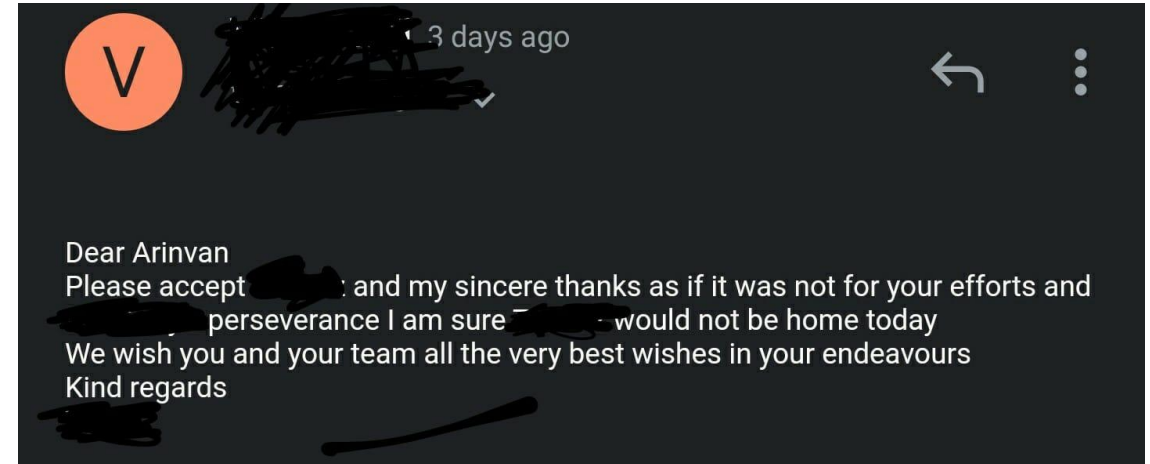 V
3 days ago
Dear Arinvan
Please accept and my sincere thanks as if it was not for your efforts and
perseverance I am sure would not be home today
We wish you and your team all the very best wishes in your endeavours
Kind regards